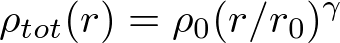 ρ_{tot}(r) = ρ_0(r/r_0)^γ